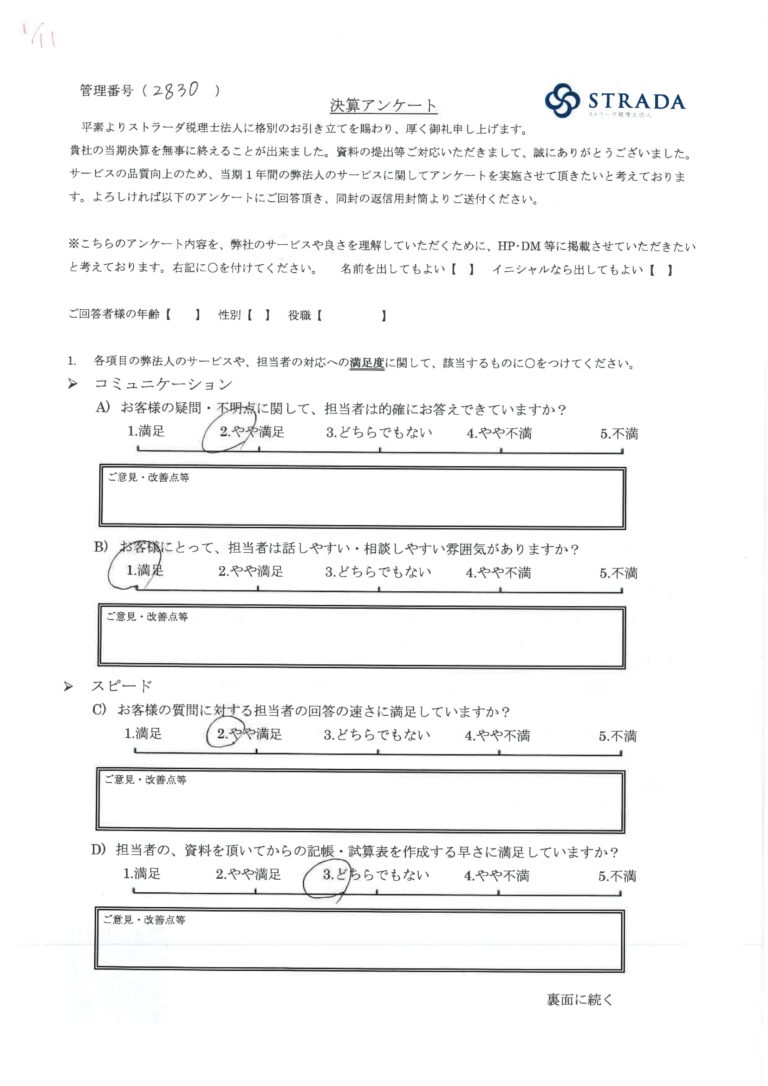 6/11
管理番号（2830 ）
決算アンケート
STRADA
ストラーダ税理士法人
平素よりストラーダ税理士法人に格別のお引き立てを賜わり、厚く御礼申し上げます。
貴社の当期決算を無事に終えることが出来ました。資料の提出等ご対応いただきまして、誠にありがとうございました。
サービスの品質向上のため、当期１年間の弊法人のサービスに関してアンケートを実施させて頂きたいと考えておりま
す。よろしければ以下のアンケートにご回答頂き、同封の返信用封筒よりご送付ください。
※こちらのアンケート内容を、弊社のサービスや良さを理解していただくために、HP･DM 等に掲載させていただきたい
と考えております。右記に○を付けてください。 名前を出してもよい【 】 イニシャルなら出してもよい【 】
ご回答者様の年齢【 】 性別【 】 役職【 】
1. 各項目の弊法人のサービスや、担当者の対応への満足度に関して、該当するものに○をつけてください。
➤ コミュニケーション
A) お客様の疑問・不明点に関して、担当者は的確にお答えできていますか？
1.満足 2.やや満足 3.どちらでもない 4.やや不満 5.不満
ご意見・改善点等
B) お客様にとって、担当者は話しやすい・相談しやすい雰囲気がありますか？
1.満足 2.やや満足 3.どちらでもない 4.やや不満 5.不満
ご意見・改善点等
➤ スピード
C) お客様の質問に対する担当者の回答の速さに満足していますか？
1.満足 2.やや満足 3.どちらでもない 4.やや不満 5.不満
ご意見・改善点等
D) 担当者の、資料を頂いてからの記帳・試算表を作成する早さに満足していますか？
1.満足 2.やや満足 3.どちらでもない 4.やや不満 5.不満
ご意見・改善点等
裏面に続く